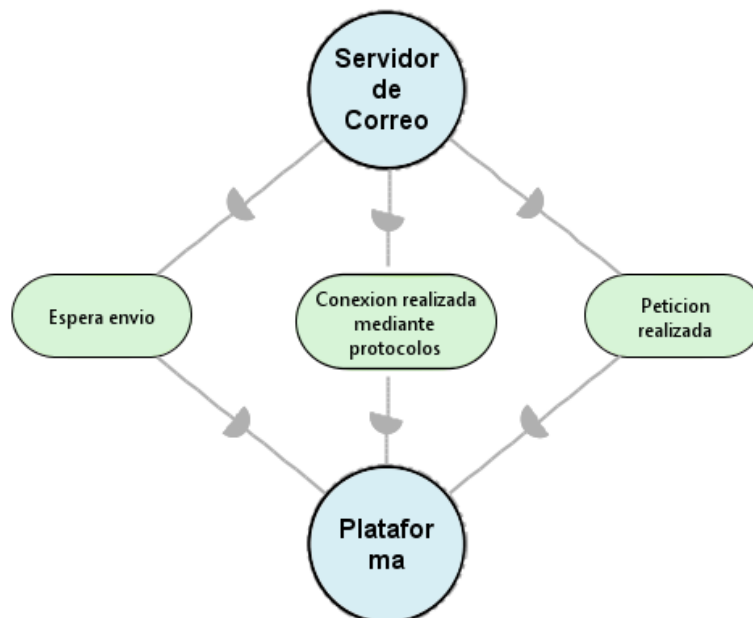 Servidor
de
Correo
Espera envio
Conexion realizada
mediante
protocolos
Peticion
realizada
Platafor
ma